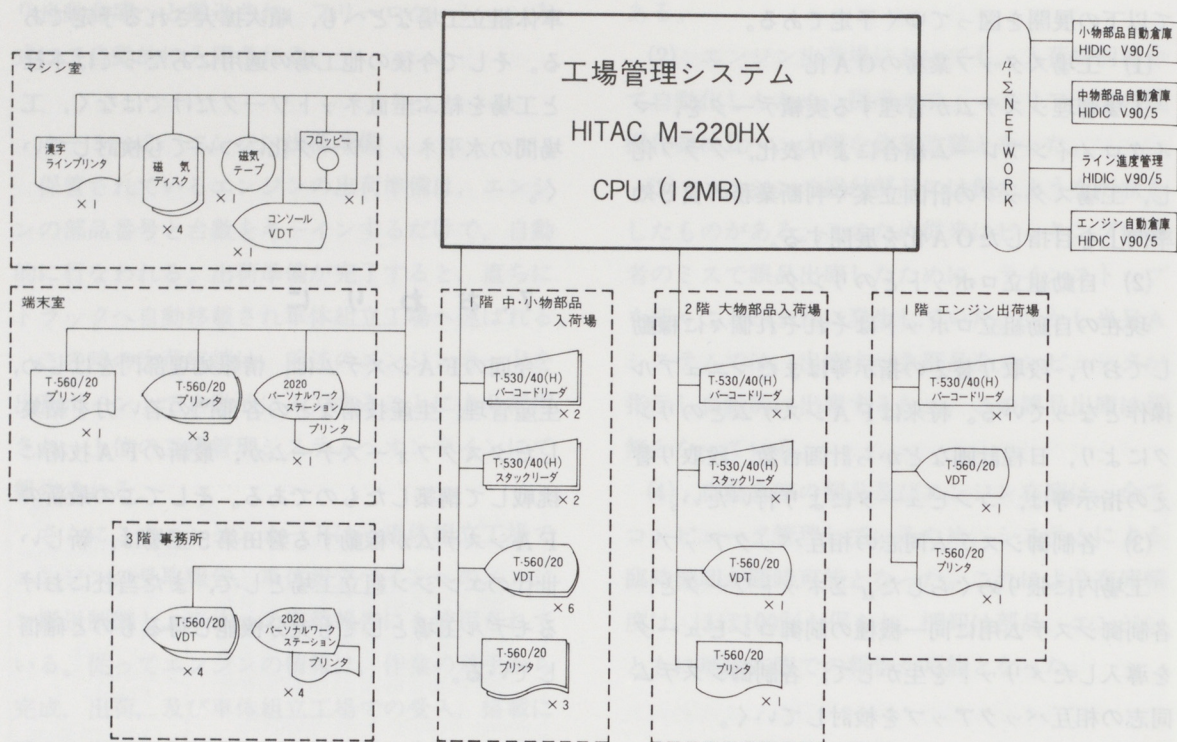 マシン室
漢字
ラインプリンタ
×1
磁気
ディスク
×4
磁気
テープ
×1
フロッピー
×1
コンソール
VDT
×1
工場管理システム
HITAC M-220HX
CPU (12MB)
ΛΣNETWORK
小物部品自動倉庫
HIDIC V90/5
中物部品自動倉庫
HIDIC V90/5
ライン進度管理
HIDIC V90/5
エンジン自動倉庫
HIDIC V90/5
端末室
T-560/20
プリンタ
×1
T-560/20
プリンタ
×3
2020
パーソナルワーク
ステーション
プリンタ
×1
3階 事務所
T-560/20
VDT
×4
2020
パーソナルワーク
ステーション
プリンタ
×4
1階 中・小物部品
入荷場
T-530/40(H)
バーコードリーダ
×2
T-530/40(H)
スタックリーダ
×2
T-560/20
VDT
×6
T-560/20
プリンタ
×3
2階 大物部品入荷場
T-530/40(H)
バーコードリーダ
×1
T-530/40(H)
スタックリーダ
×1
T-560/20
VDT
×1
T-560/20
プリンタ
×1
1階 エンジン出荷場
T-530/40(H)
バーコードリーダ
×1
T-560/20
VDT
×1
T-560/20
プリンタ
×1